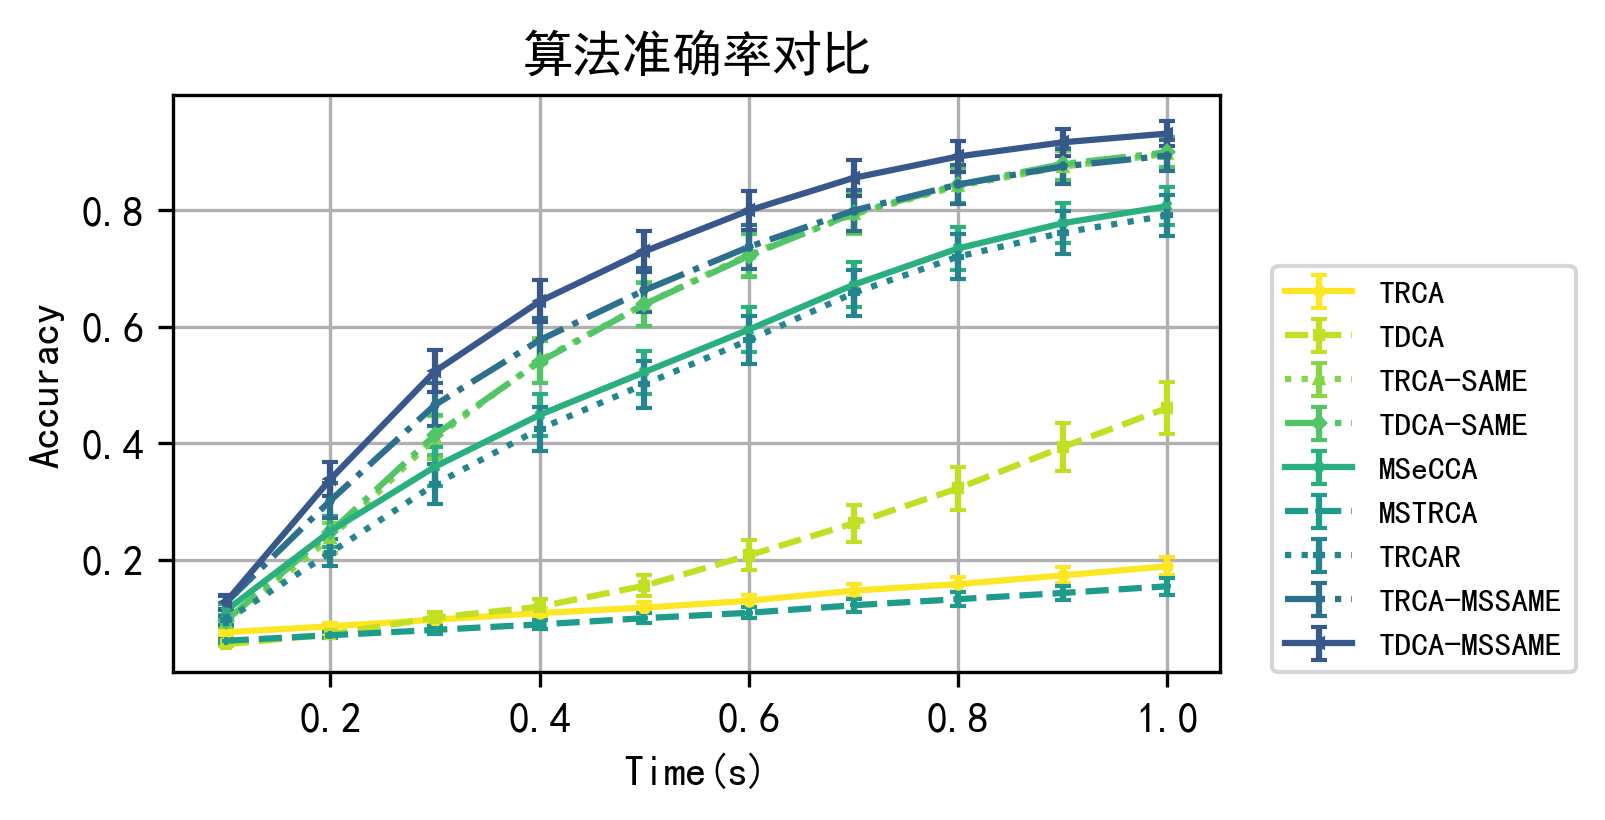 算法准确率对比
0.8
0.6
0.4
0.2
Accuracy
0.2 0.4 0.6 0.8 1.0
Time(s)
TRCA
TDCA
TRCA-SAME
TDCA-SAME
MSeCCA
MSTRCA
TRCAR
TRCA-MSSAME
TDCA-MSSAME